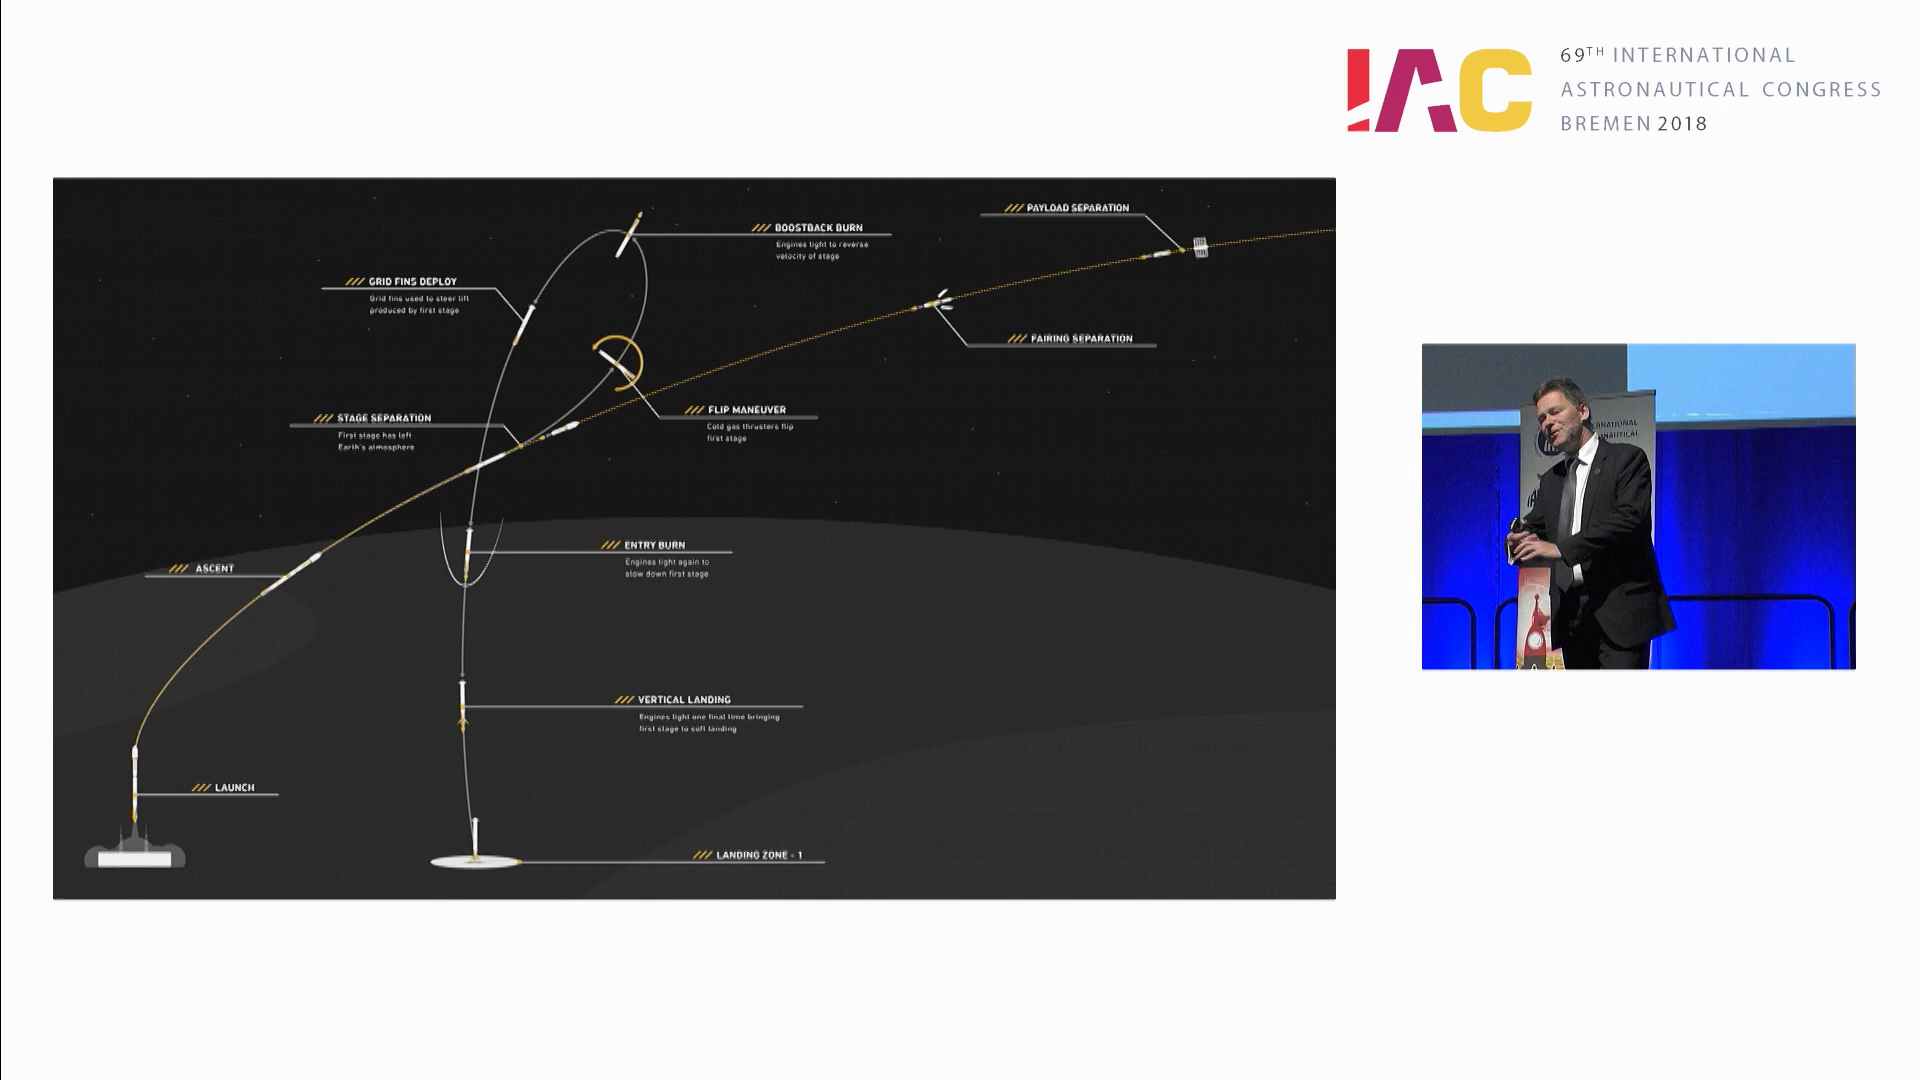 IAC
69TH INTERNATIONAL
ASTRONAUTICAL CONGRESS
BREMEN 2018
PAYLOAD SEPARATION
BOOSTBACK BURN
Engines light to reverse
velocity of stage
GRID FINS DEPLOY
Grid fins used to steer lift
produced by first stage
FAIRING SEPARATION
FLIP MANEUVER
Cold gas thrusters flip
first stage
STAGE SEPARATION
First stage has left
Earth's atmosphere
ENTRY BURN
Engines light again to
slow down first stage
ASCENT
VERTICAL LANDING
Engines light one final time bringing
first stage to soft landing
LAUNCH
LANDING ZONE - 1